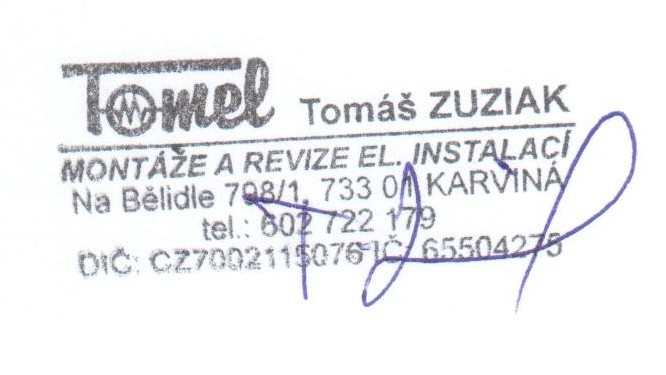 Tomel Tomáš ZUZIAK
MONTÁŽE A REVIZE EL. INSTALACÍ
Na Bělidle 798/1, 733 01 KARVINÁ
tel.: 602 722 179
DIČ: CZ7002115076 IČ: 65504275